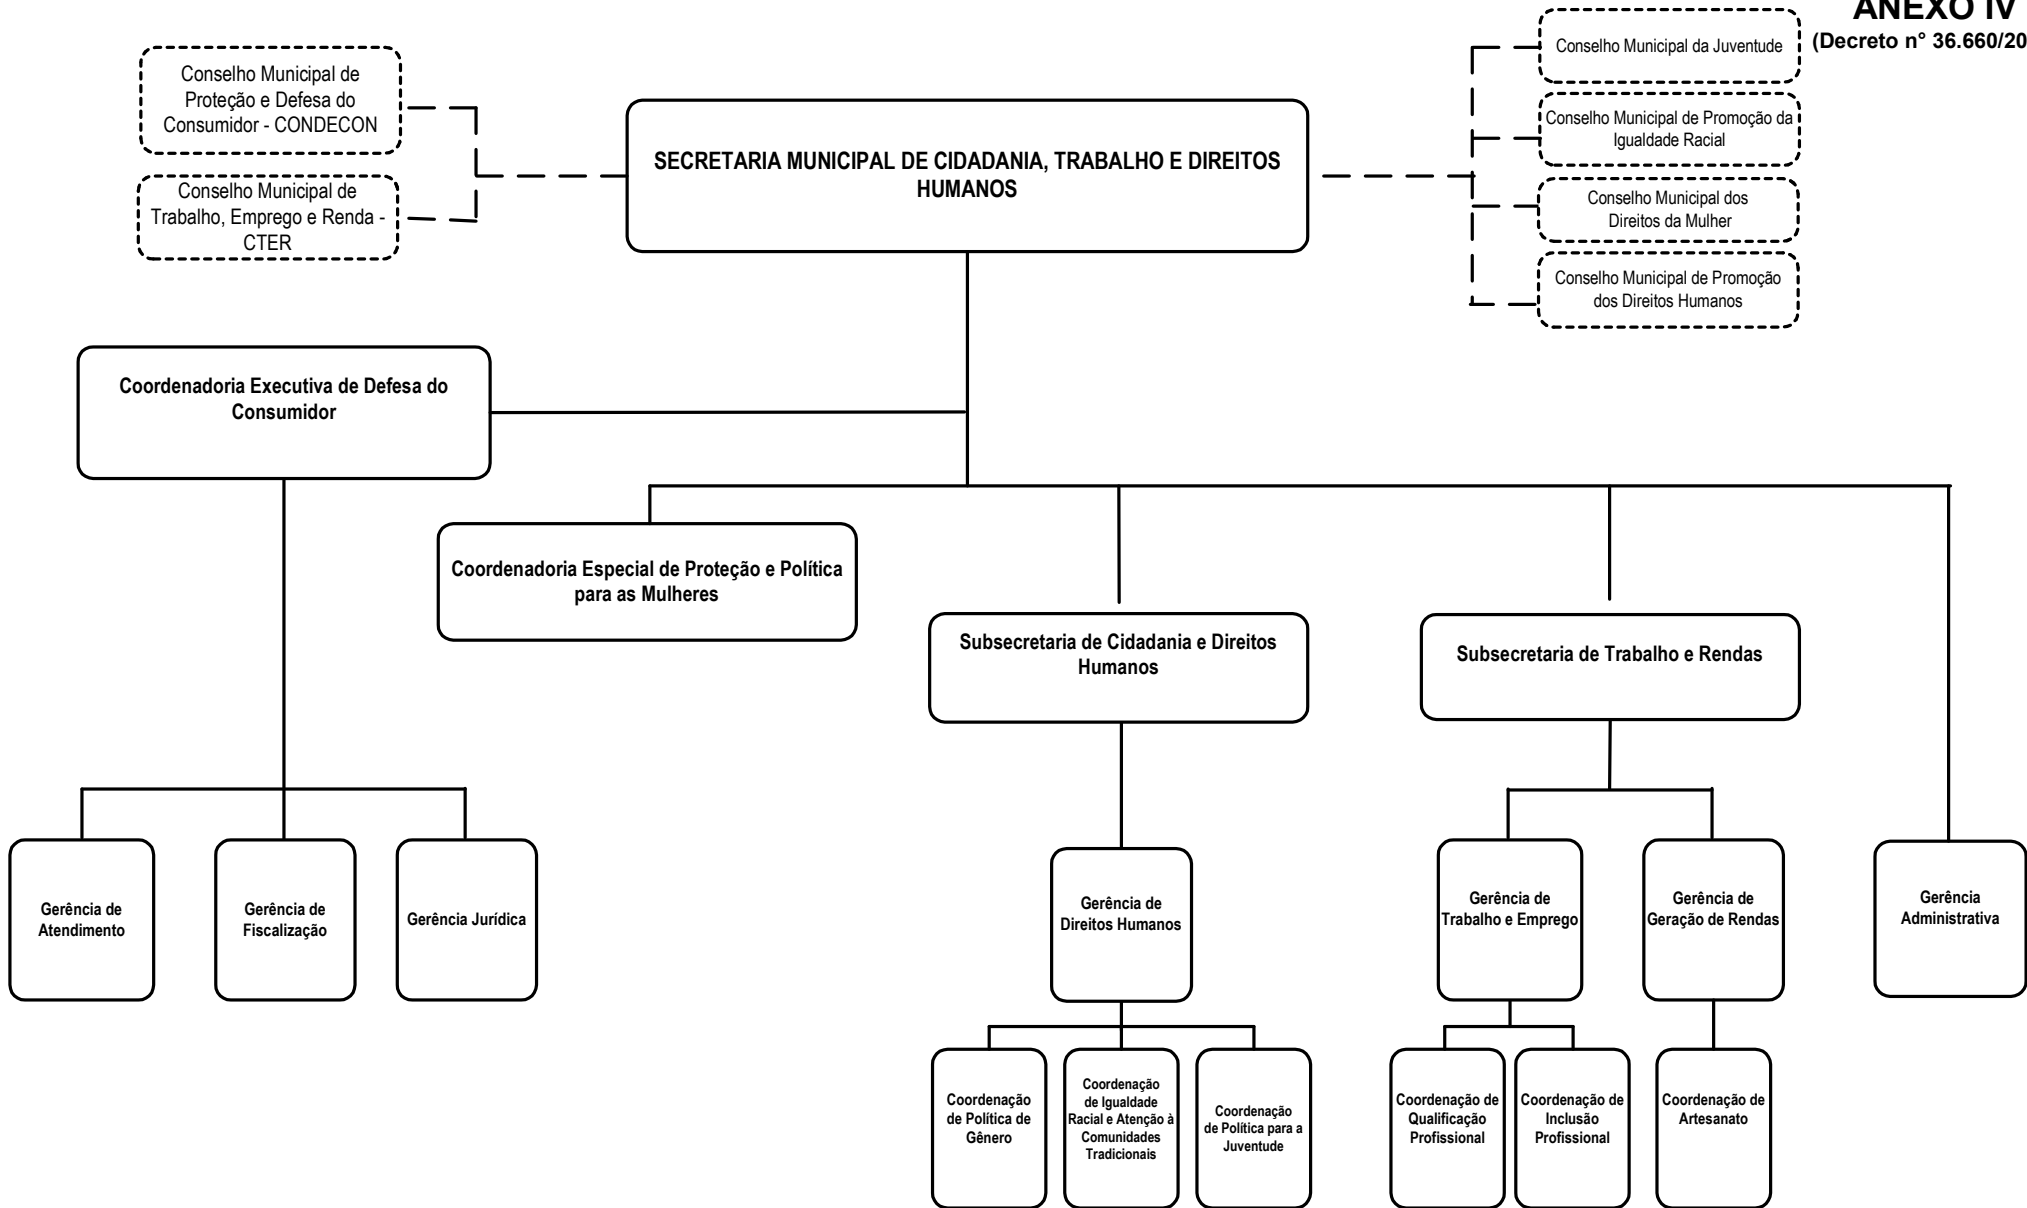 ANEXO IV
(Decreto n° 36.660/20
Conselho Municipal de
Proteção e Defesa do
Consumidor - CONDECON
Conselho Municipal de
Trabalho, Emprego e Renda -
CTER
SECRETARIA MUNICIPAL DE CIDADANIA, TRABALHO E DIREITOS
HUMANOS
Conselho Municipal da Juventude
Conselho Municipal de Promoção da
Igualdade Racial
Conselho Municipal dos
Direitos da Mulher
Conselho Municipal de Promoção
dos Direitos Humanos
Coordenadoria Executiva de Defesa do
Consumidor
Coordenadoria Especial de Proteção e Política
para as Mulheres
Subsecretaria de Cidadania e Direitos
Humanos
Subsecretaria de Trabalho e Rendas
Gerência de
Atendimento
Gerência de
Fiscalização
Gerência Jurídica
Gerência de
Direitos Humanos
Gerência de
Trabalho e Emprego
Gerência de
Geração de Rendas
Gerência
Administrativa
Coordenação
de Política de
Gênero
Coordenação
de Igualdade
Racial e Atenção à
Comunidades
Tradicionais
Coordenação
de Política para a
Juventude
Coordenação de
Qualificação
Profissional
Coordenação de
Inclusão
Profissional
Coordenação de
Artesanato